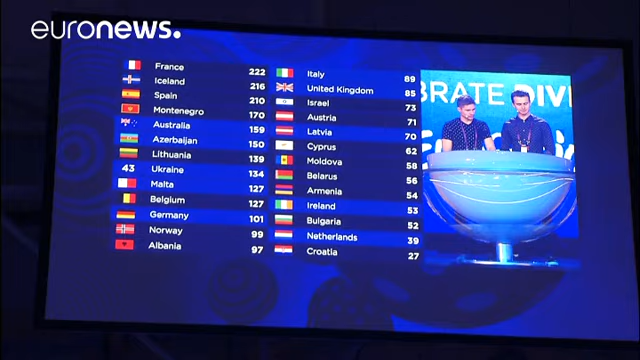 euronews.
France 222
Iceland 216
Spain 210
Montenegro 170
Australia 159
Azerbaijan 150
Lithuania 139
43 Ukraine 134
Malta 127
Belgium 127
Germany 101
Norway 99
Albania 97
Italy 89
United Kingdom 85
Israel 73
Austria 71
Latvia 70
Cyprus 62
Moldova 58
Belarus 56
Armenia 54
Ireland 53
Bulgaria 52
Netherlands 39
Croatia 27
BRATE DIV